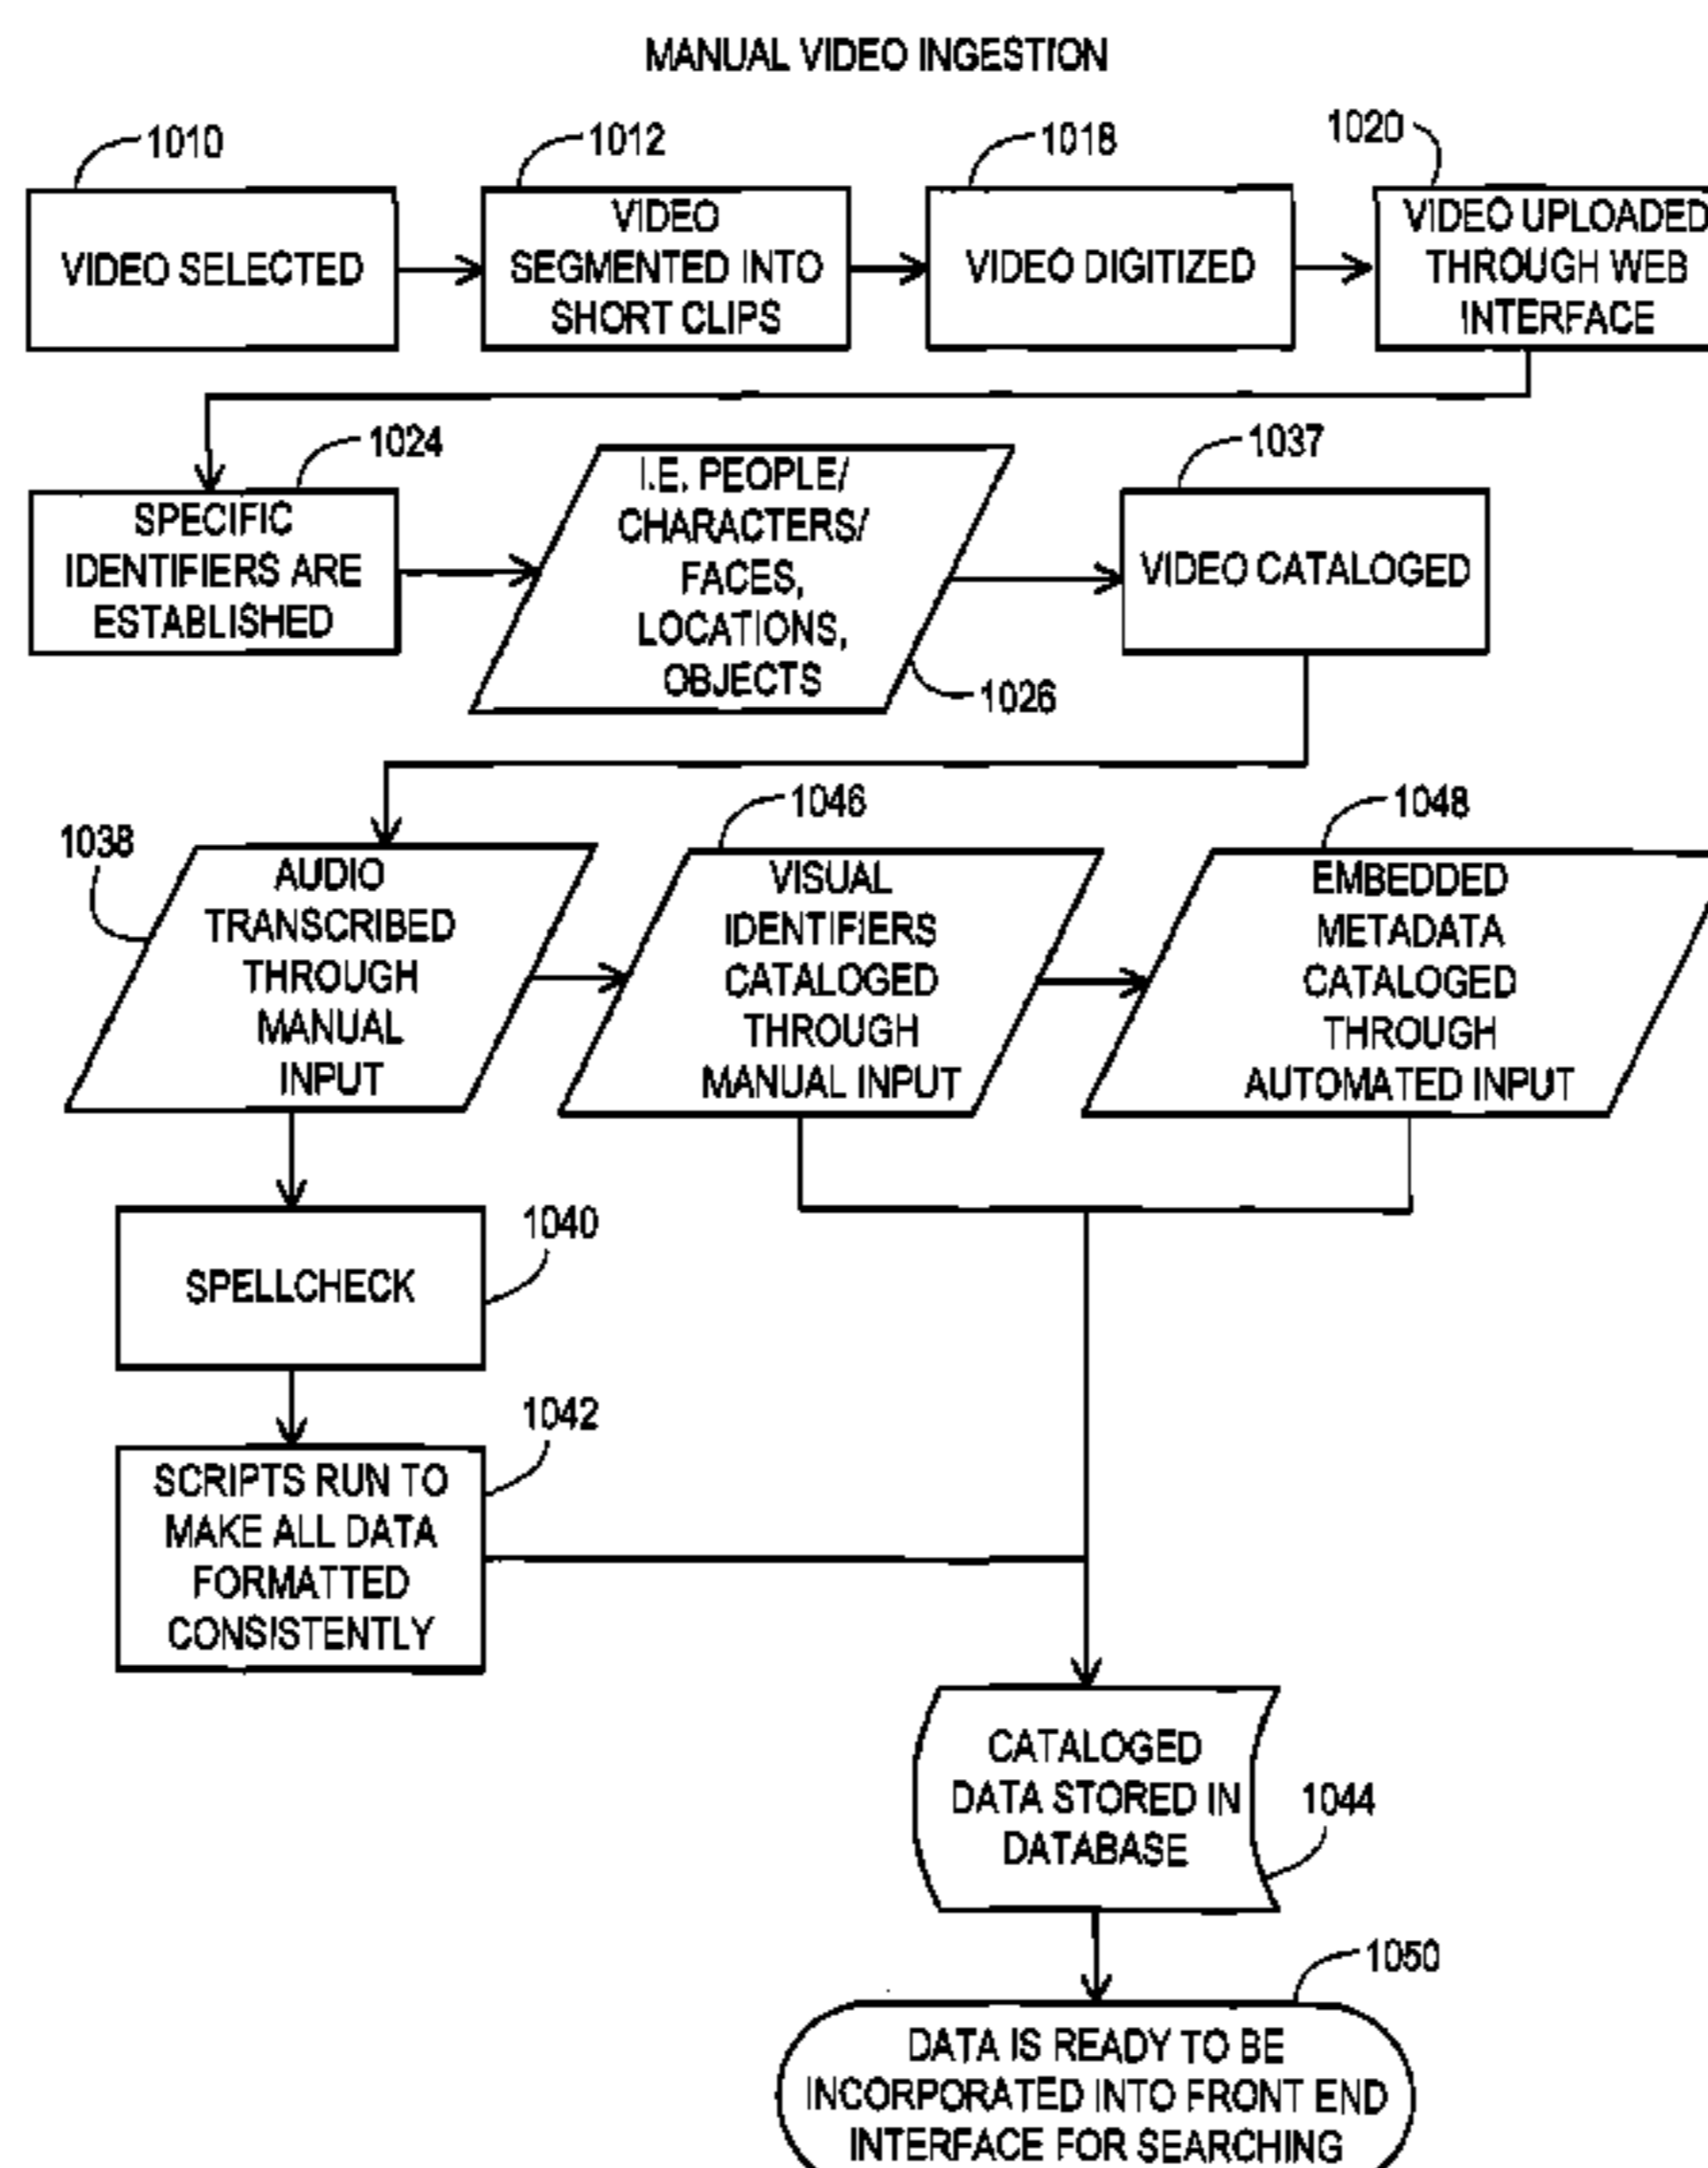 MANUAL VIDEO INGESTION
1010
1012
1018
1020
VIDEO SELECTED
VIDEO
SEGMENTED INTO
SHORT CLIPS
VIDEO DIGITIZED
VIDEO UPLOADED
THROUGH WEB
INTERFACE
1024
SPECIFIC
IDENTIFIERS ARE
ESTABLISHED
I.E. PEOPLE/
CHARACTERS/
FACES,
LOCATIONS,
OBJECTS
1026
1037
VIDEO CATALOGED
1038
AUDIO
TRANSCRIBED
THROUGH
MANUAL
INPUT
1046
VISUAL
IDENTIFIERS
CATALOGED
THROUGH
MANUAL INPUT
1048
EMBEDDED
METADATA
CATALOGED
THROUGH
AUTOMATED INPUT
1040
SPELLCHECK
1042
SCRIPTS RUN TO
MAKE ALL DATA
FORMATTED
CONSISTENTLY
CATALOGED
DATA STORED IN
DATABASE
1044
1050
DATA IS READY TO BE
INCORPORATED INTO FRONT END
INTERFACE FOR SEARCHING